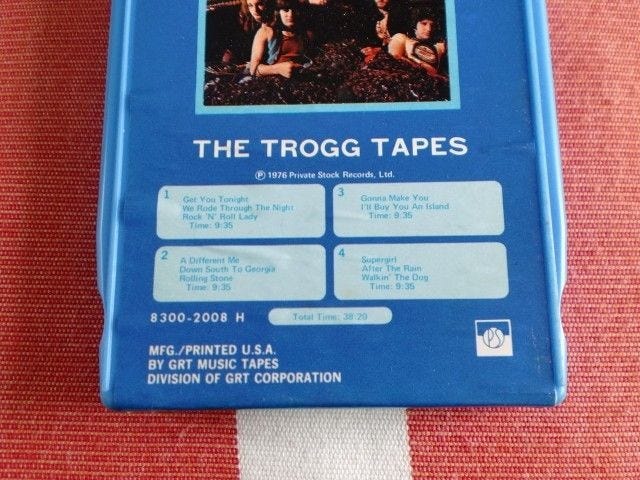 THE TROGG TAPES
℗ 1976 Private Stock Records, Ltd.
1
Get You Tonight
We Rode Through The Night
Rock 'N' Roll Lady
Time: 9:35
2
A Different Me
Down South To Georgia
Rolling Stone
Time: 9:35
3
Gonna Make You
I'll Buy You An Island
Time: 9:35
4
Supergirl
After The Rain
Walkin' The Dog
Time: 9:35
8300-2008 H
Total Time: 38:20
PS
MFG./PRINTED U.S.A.
BY GRT MUSIC TAPES
DIVISION OF GRT CORPORATION